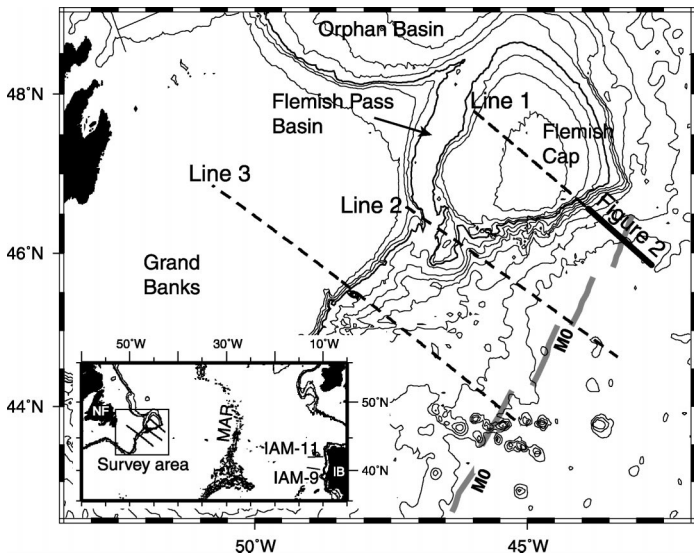 Orphan Basin
48°N
Flemish Pass
Basin
Line 1
Flemish
Cap
Line 3
Line 2
Figure 2
46°N
Grand
Banks
M0
50°W
30°W
10°W
NF
MAR
50°N
Survey area
IAM-11
40°N
IAM-9
IB
44°N
M0
50°W
45°W